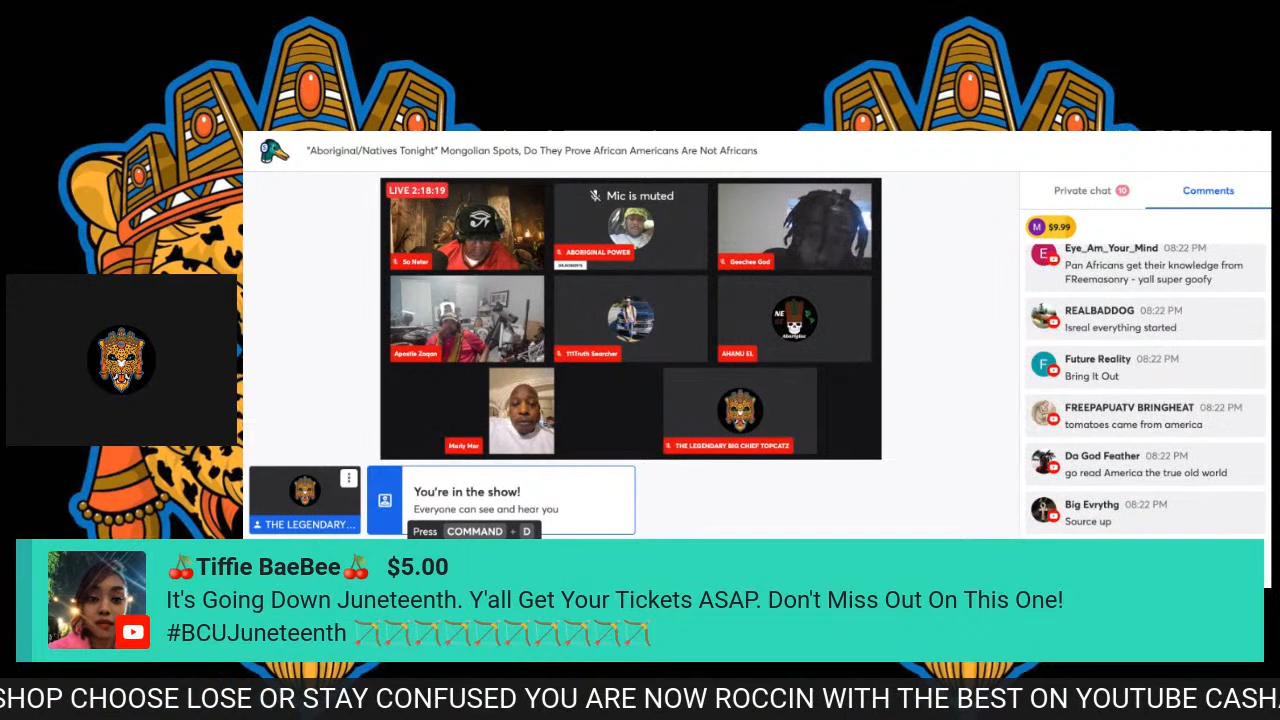 "Aboriginal/Natives Tonight" Mongolian Spots, Do They Prove African Americans Are Not Africans
LIVE 2:18:19
Mic is muted
So Neter
ABORIGINAL POWER
Geechee God
Apostle Zaqan
111Truth Searcher
AHANU EL
Marly Mar
THE LEGENDARY BIG CHIEF TOPCATZ
THE LEGENDARY...
You're in the show!
Everyone can see and hear you
Press COMMAND + D
Private chat 10
Comments
M $9.99
E Eye_Am_Your_Mind 08:22 PM
Pan Africans get their knowledge from
FReemasonry - yall super goofy
REALBADDOG 08:22 PM
Isreal everything started
F Future Reality 08:22 PM
Bring It Out
FREEPAPUATV BRINGHEAT 08:22 PM
tomatoes came from america
Da God Feather 08:22 PM
go read America the true old world
Big Evrythg 08:22 PM
Source up
🍒Tiffie BaeBee🍒 $5.00
It's Going Down Juneteenth. Y'all Get Your Tickets ASAP. Don't Miss Out On This One!
#BCUJuneteenth 🏹🏹🏹🏹🏹🏹🏹🏹🏹🏹
SHOP CHOOSE LOSE OR STAY CONFUSED YOU ARE NOW ROCCIN WITH THE BEST ON YOUTUBE CASH